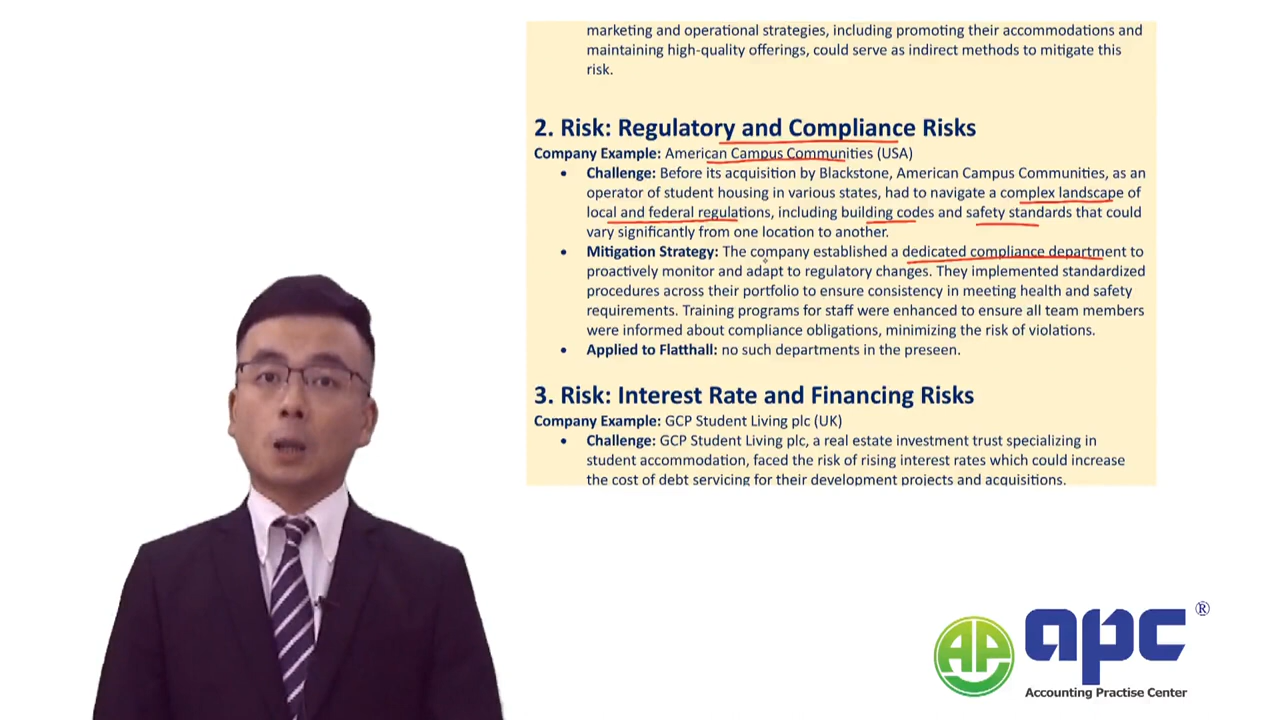 marketing and operational strategies, including promoting their accommodations and
maintaining high-quality offerings, could serve as indirect methods to mitigate this
risk.
2. Risk: Regulatory and Compliance Risks
Company Example: American Campus Communities (USA)
• Challenge: Before its acquisition by Blackstone, American Campus Communities, as an
operator of student housing in various states, had to navigate a complex landscape of
local and federal regulations, including building codes and safety standards that could
vary significantly from one location to another.
• Mitigation Strategy: The company established a dedicated compliance department to
proactively monitor and adapt to regulatory changes. They implemented standardized
procedures across their portfolio to ensure consistency in meeting health and safety
requirements. Training programs for staff were enhanced to ensure all team members
were informed about compliance obligations, minimizing the risk of violations.
• Applied to Flatthall: no such departments in the preseen.
3. Risk: Interest Rate and Financing Risks
Company Example: GCP Student Living plc (UK)
• Challenge: GCP Student Living plc, a real estate investment trust specializing in
student accommodation, faced the risk of rising interest rates which could increase
the cost of debt servicing for their development projects and acquisitions.
AP apc ®
Accounting Practise Center